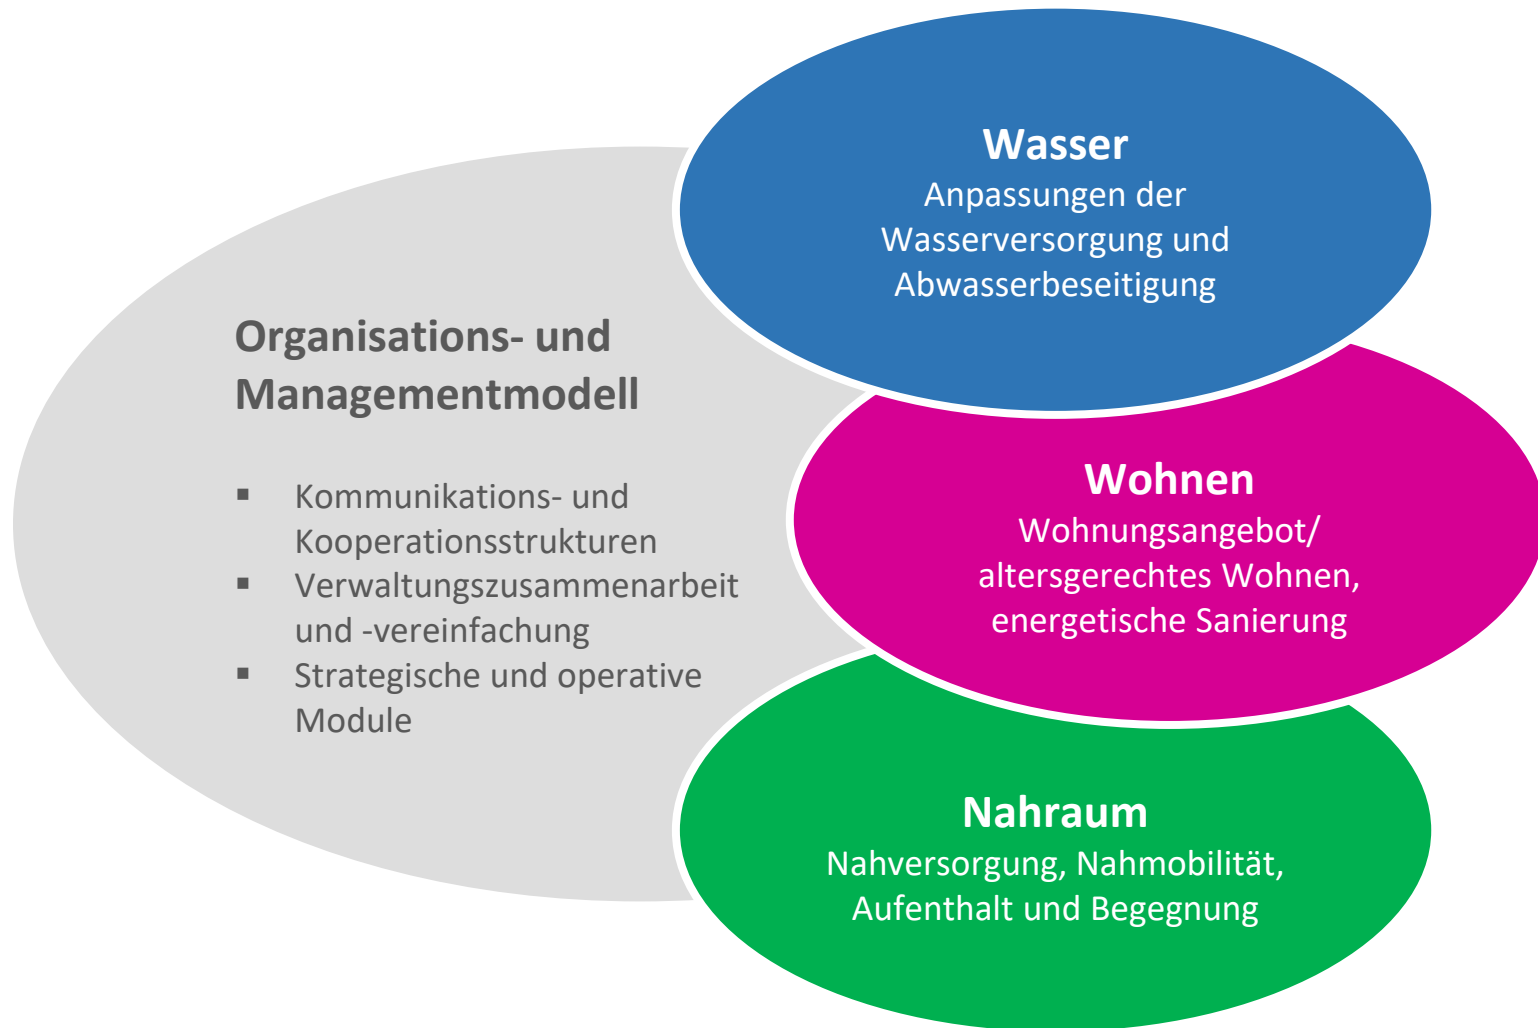 Wasser
Anpassungen der
Wasserversorgung und
Abwasserbeseitigung
Organisations- und
Managementmodell
▪ Kommunikations- und
Kooperationsstrukturen
▪ Verwaltungszusammenarbeit
und -vereinfachung
▪ Strategische und operative
Module
Wohnen
Wohnungsangebot/
altersgerechtes Wohnen,
energetische Sanierung
Nahraum
Nahversorgung, Nahmobilität,
Aufenthalt und Begegnung